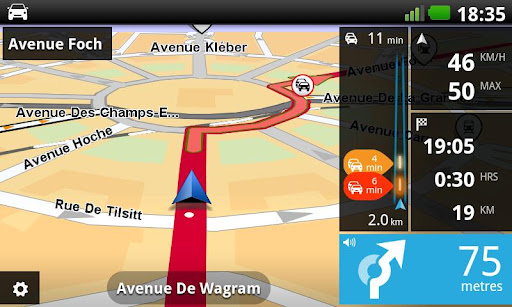 18:35
Avenue Foch
Avenue Kléber
Avenue Des-Champs E...
Avenue Hoche
Rue De Tilsitt
Avenue De Wagram
11 min
4
min
6
min
2.0 km
46 KM/H
50 MAX
19:05
0:30 HRS
19 KM
75
metres